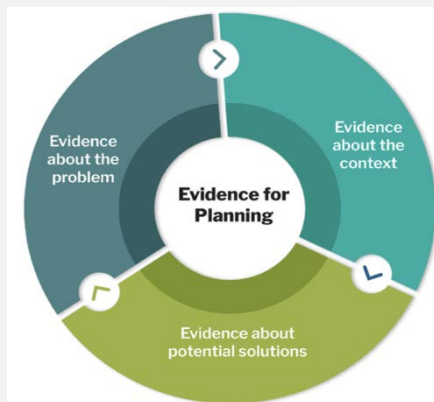 Evidence
about the
problem
Evidence
about the
context
Evidence for
Planning
Evidence about
potential solutions